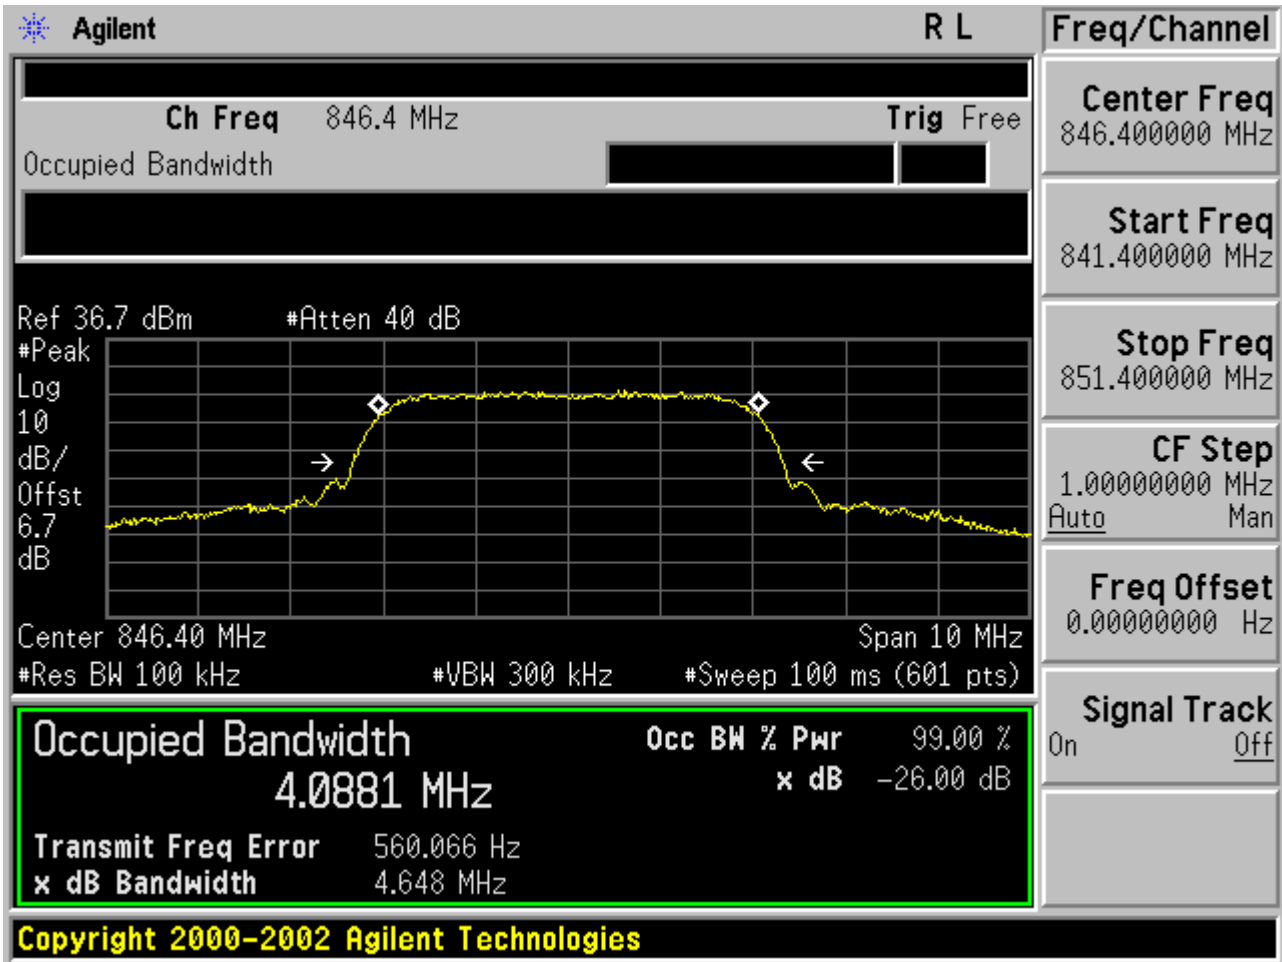 Agilent R L Freq/Channel
Ch Freq 846.4 MHz Trig Free
Occupied Bandwidth
Center Freq
846.400000 MHz
Start Freq
841.400000 MHz
Stop Freq
851.400000 MHz
CF Step
1.00000000 MHz
Auto Man
Freq Offset
0.00000000 Hz
Signal Track
On Off
Ref 36.7 dBm #Atten 40 dB
#Peak
Log
10
dB/
Offst
6.7
dB
Center 846.40 MHz Span 10 MHz
#Res BW 100 kHz #VBW 300 kHz #Sweep 100 ms (601 pts)
Occupied Bandwidth
4.0881 MHz
Occ BW % Pwr 99.00 %
x dB -26.00 dB
Transmit Freq Error 560.066 Hz
x dB Bandwidth 4.648 MHz
Copyright 2000-2002 Agilent Technologies